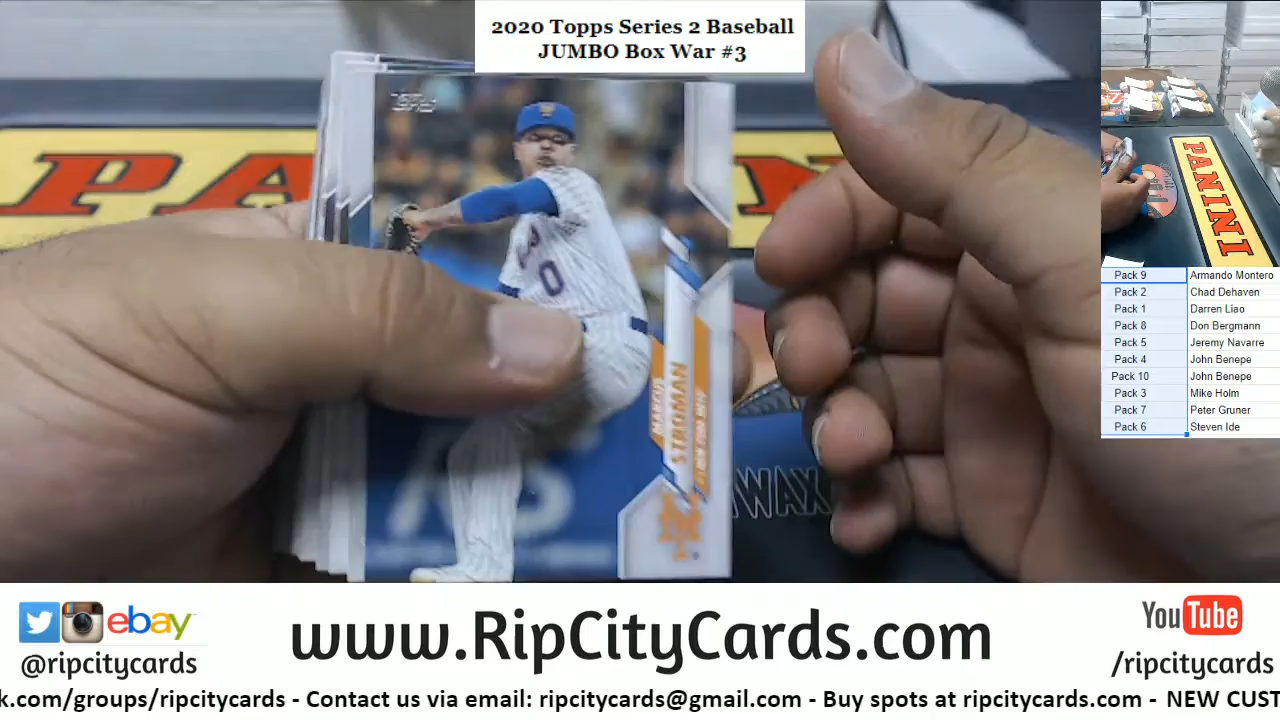 2020 Topps Series 2 Baseball
JUMBO Box War #3
PANINI
0
MARCUS
STROMAN
WAX
Pack 9 Armando Montero
Pack 2 Chad Dehaven
Pack 1 Darren Liao
Pack 8 Don Bergmann
Pack 5 Jeremy Navarre
Pack 4 John Benepe
Pack 10 John Benepe
Pack 3 Mike Holm
Pack 7 Peter Gruner
Pack 6 Steven Ide
ebay
@ripcitycards
www.RipCityCards.com
YouTube
/ripcitycards
k.com/groups/ripcitycards - Contact us via email: ripcitycards@gmail.com - Buy spots at ripcitycards.com - NEW CUST